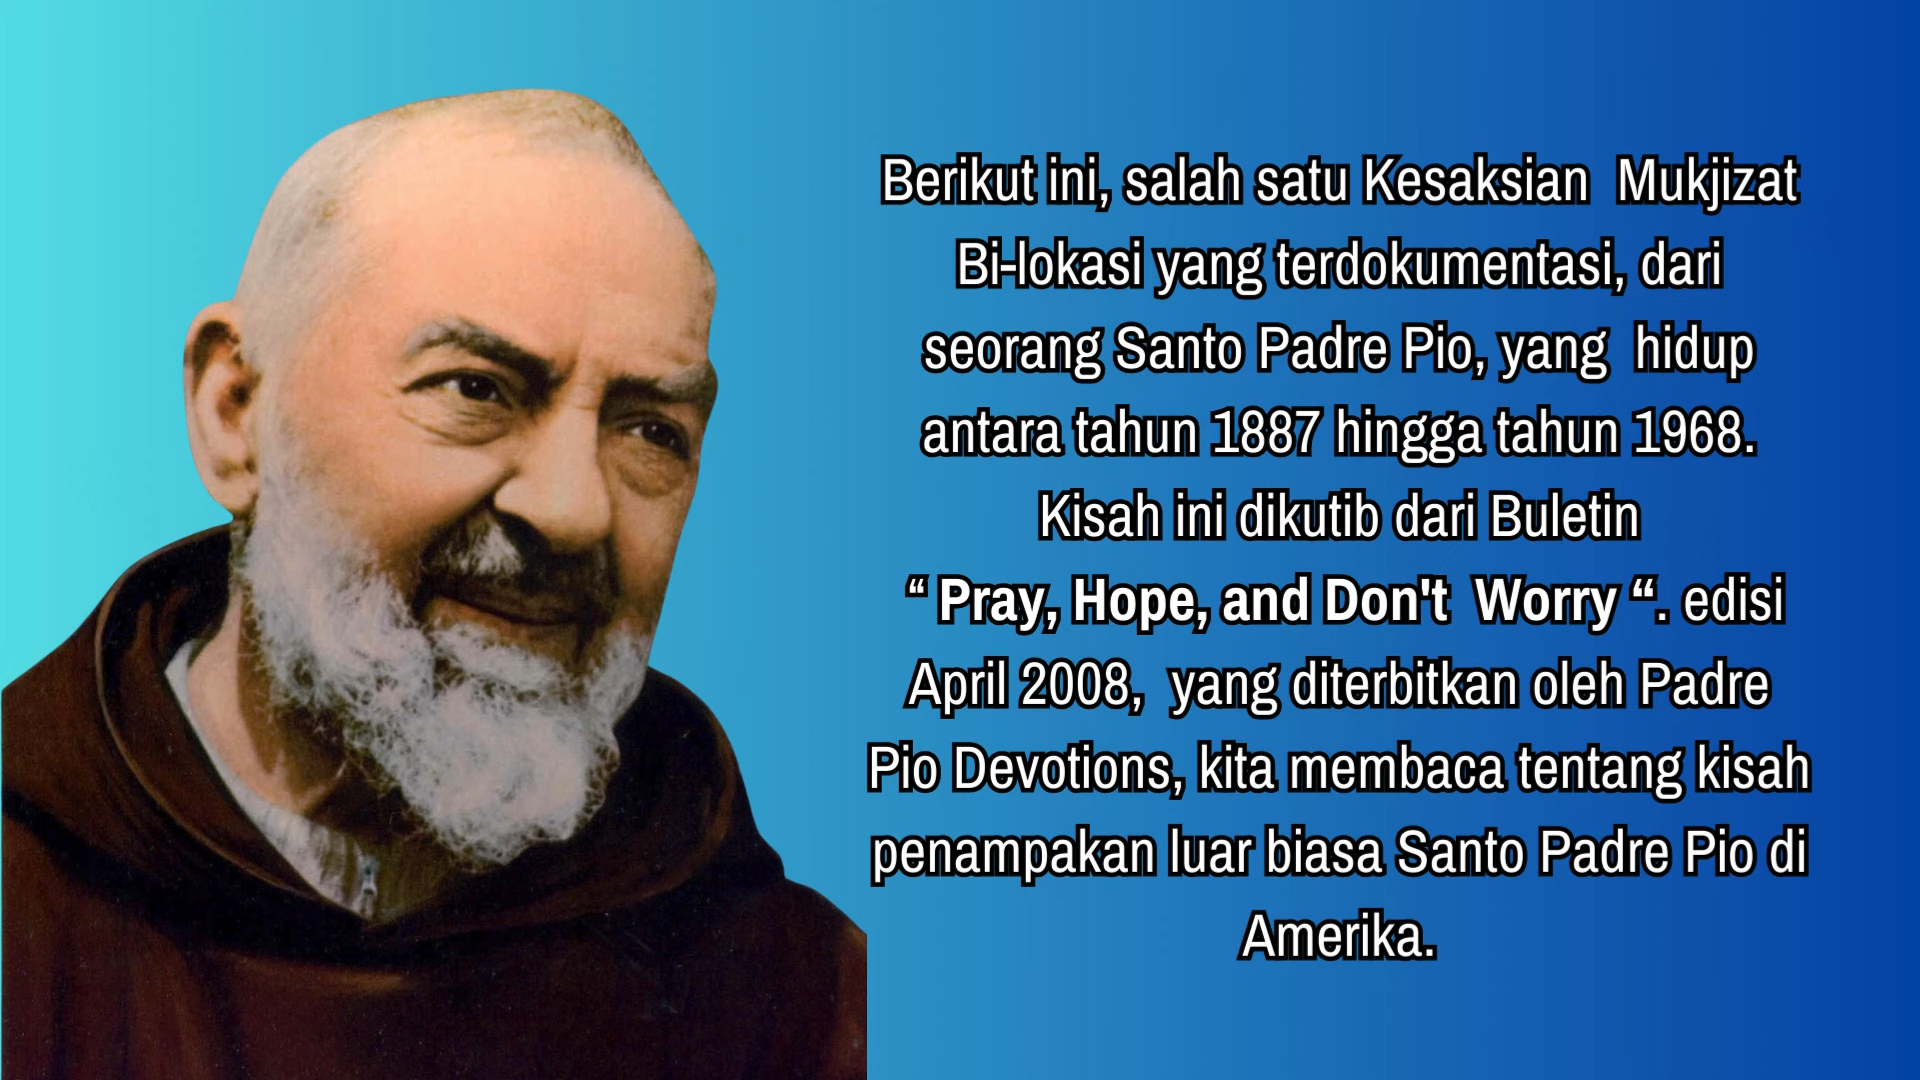 Berikut ini, salah satu Kesaksian  Mukjizat
Bi-lokasi yang terdokumentasi, dari
seorang Santo Padre Pio, yang  hidup
antara tahun 1887 hingga tahun 1968.
Kisah ini dikutib dari Buletin
“ Pray, Hope, and Don't  Worry “. edisi
April 2008,  yang diterbitkan oleh Padre
Pio Devotions, kita membaca tentang kisah
penampakan luar biasa Santo Padre Pio di
Amerika.